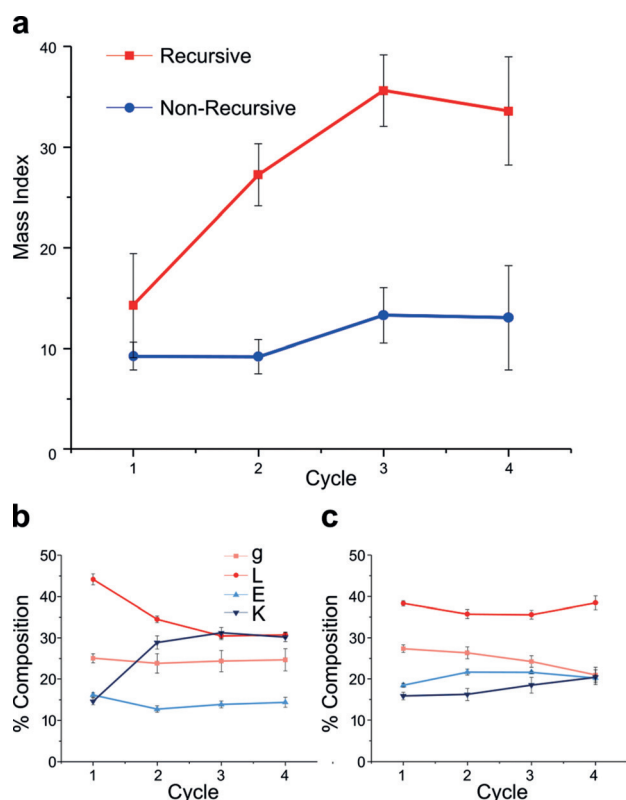 a
40
30
20
10
0
Mass Index
Recursive
Non-Recursive
1 2 3 4
Cycle
b
50
40
30
20
10
0
% Composition
g
L
E
K
1 2 3 4
Cycle
c
50
40
30
20
10
0
% Composition
1 2 3 4
Cycle